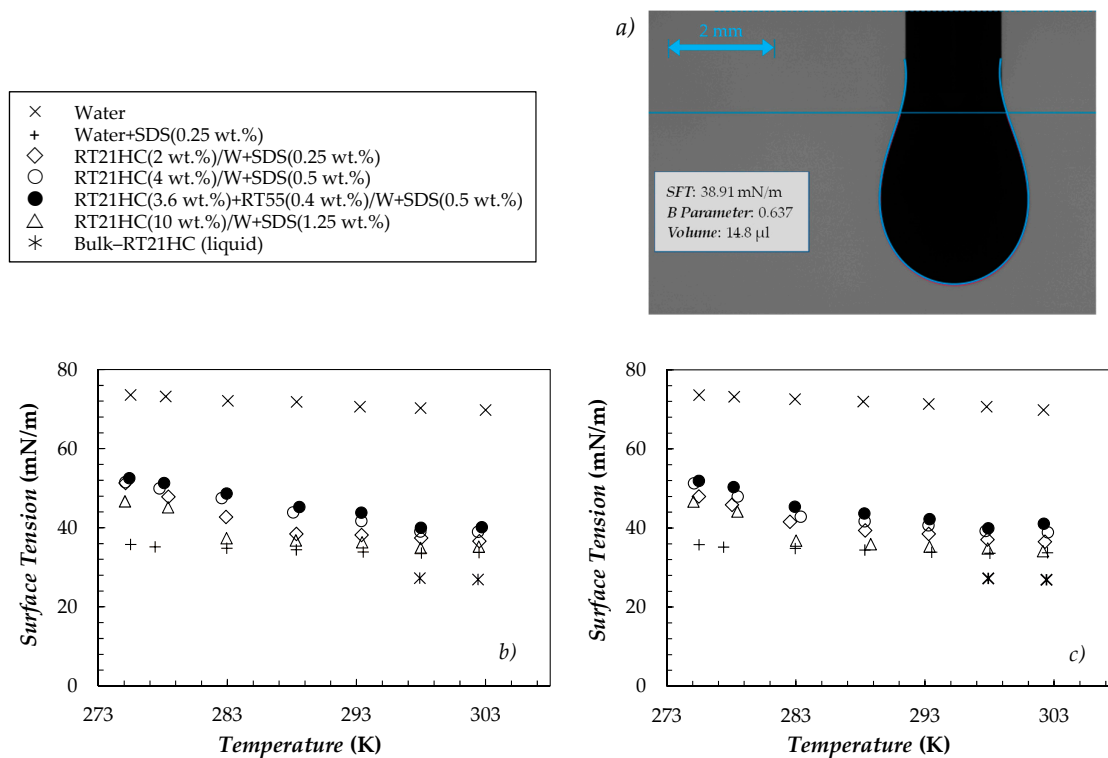 a)
2 mm
SFT: 38.91 mN/m
B Parameter: 0.637
Volume: 14.8 µl
Water
Water+SDS(0.25 wt.%)
RT21HC(2 wt.%)/W+SDS(0.25 wt.%)
RT21HC(4 wt.%)/W+SDS(0.5 wt.%)
RT21HC(3.6 wt.%)+RT55(0.4 wt.%)/W+SDS(0.5 wt.%)
RT21HC(10 wt.%)/W+SDS(1.25 wt.%)
Bulk–RT21HC (liquid)
Surface Tension (mN/m)
80
60
40
20
0
273 283 293 303
Temperature (K)
b)
Surface Tension (mN/m)
80
60
40
20
0
273 283 293 303
Temperature (K)
c)